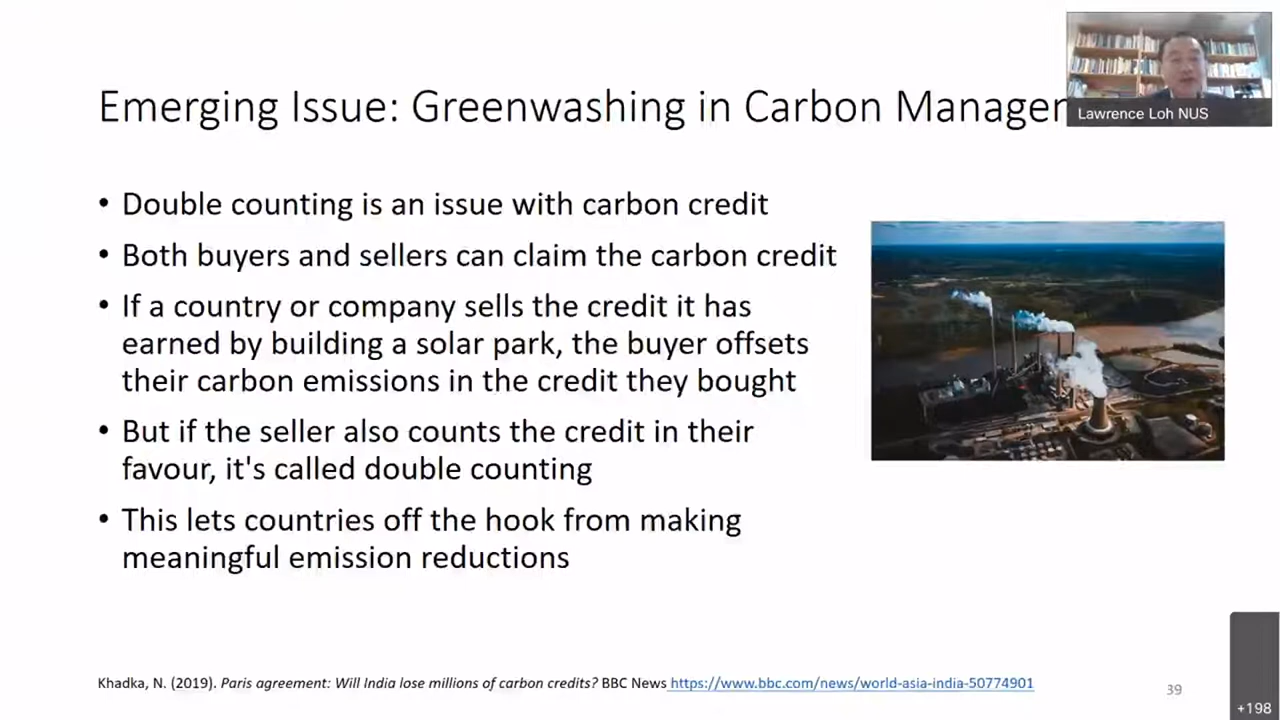 Emerging Issue: Greenwashing in Carbon Manager
Lawrence Loh NUS
• Double counting is an issue with carbon credit
• Both buyers and sellers can claim the carbon credit
• If a country or company sells the credit it has
earned by building a solar park, the buyer offsets
their carbon emissions in the credit they bought
• But if the seller also counts the credit in their
favour, it's called double counting
• This lets countries off the hook from making
meaningful emission reductions
Khadka, N. (2019). Paris agreement: Will India lose millions of carbon credits? BBC News https://www.bbc.com/news/world-asia-india-50774901
39
+198